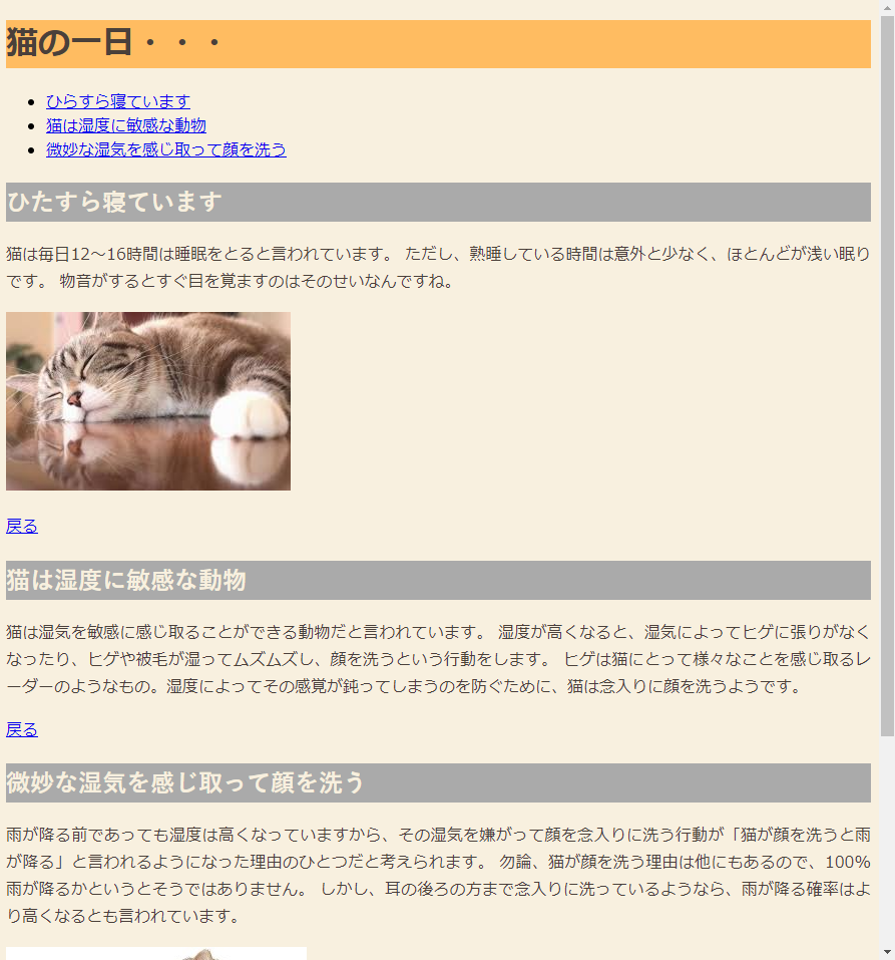 猫の一日・・・
ひらすら寝ています
猫は湿度に敏感な動物
微妙な湿気を感じ取って顔を洗う
ひたすら寝ています
猫は毎日12～16時間は睡眠をとると言われています。 ただし、熟睡している時間は意外と少なく、ほとんどが浅い眠り
です。 物音がするとすぐ目を覚ますのはそのせいなんですね。
戻る
猫は湿度に敏感な動物
猫は湿気を敏感に感じ取ることができる動物だと言われています。 湿度が高くなると、湿気によってヒゲに張りがなく
なったり、ヒゲや被毛が湿ってムズムズし、顔を洗うという行動をします。 ヒゲは猫にとって様々なことを感じ取るレ
ーダーのようなもの。湿度によってその感覚が鈍ってしまうのを防ぐために、猫は念入りに顔を洗うようです。
戻る
微妙な湿気を感じ取って顔を洗う
雨が降る前であっても湿度は高くなっていますから、その湿気を嫌がって顔を念入りに洗う行動が「猫が顔を洗うと雨
が降る」と言われるようになった理由のひとつだと考えられます。 勿論、猫が顔を洗う理由は他にもあるので、100%
雨が降るかというとそうではありません。 しかし、耳の後ろの方まで念入りに洗っているようなら、雨が降る確率はよ
り高くなるとも言われています。